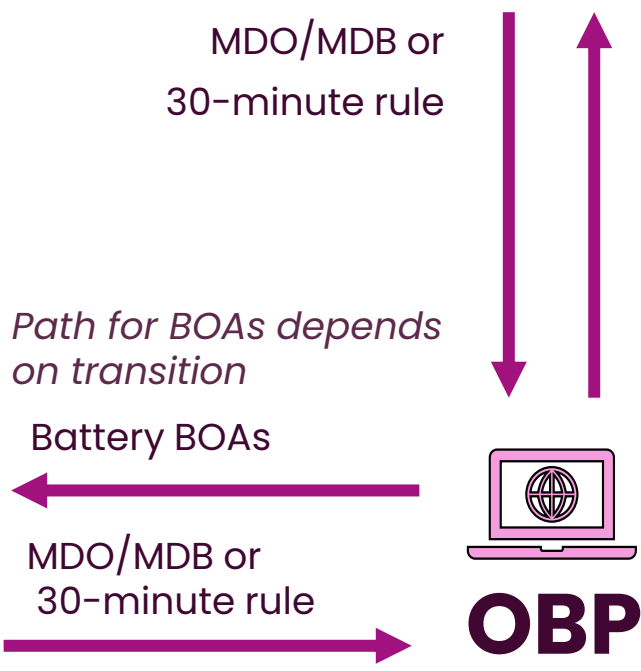 MDO/MDB or
30-minute rule
Path for BOAs depends
on transition
Battery BOAs
MDO/MDB or
30-minute rule
OBP